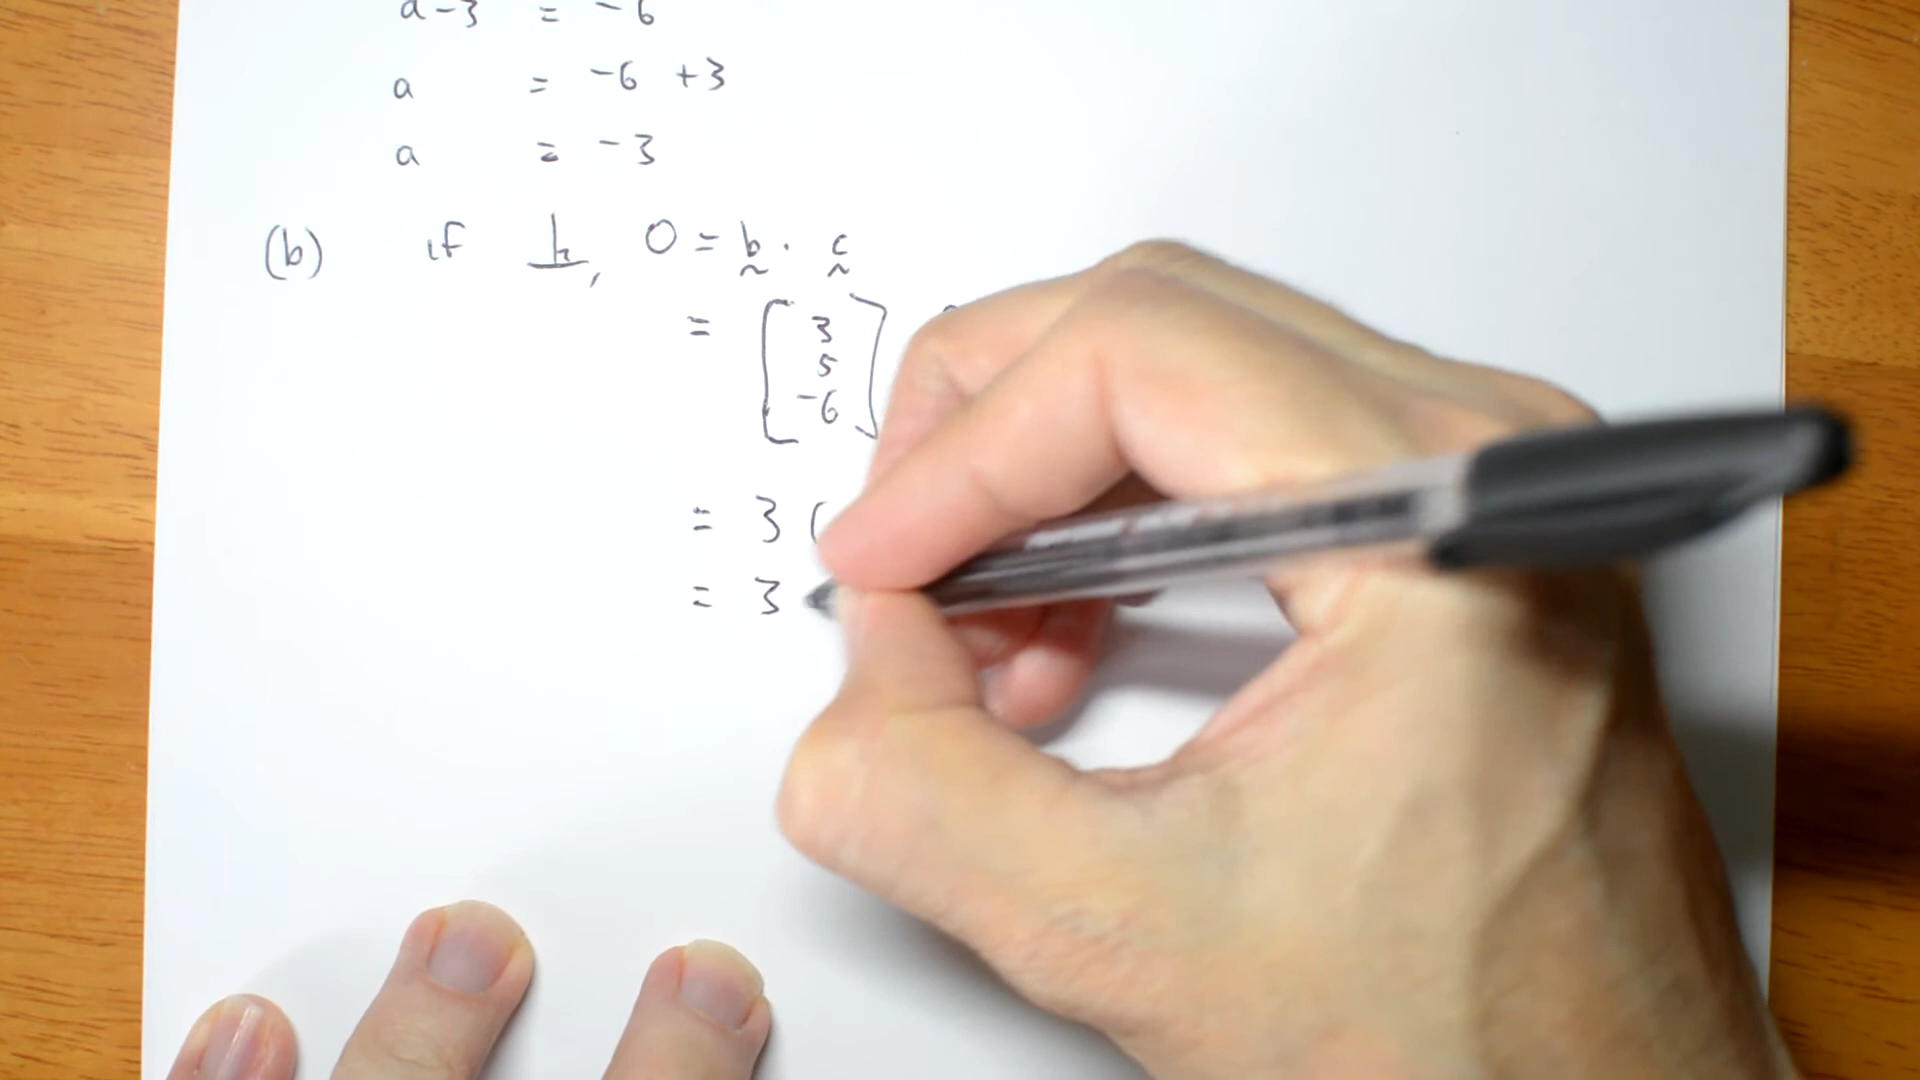 a - 3 = - 6
a = -6 +3
a = -3
(b) if ⊥, 0 = b · c
= [ 3 5 -6 ]
= 3 (
= 3